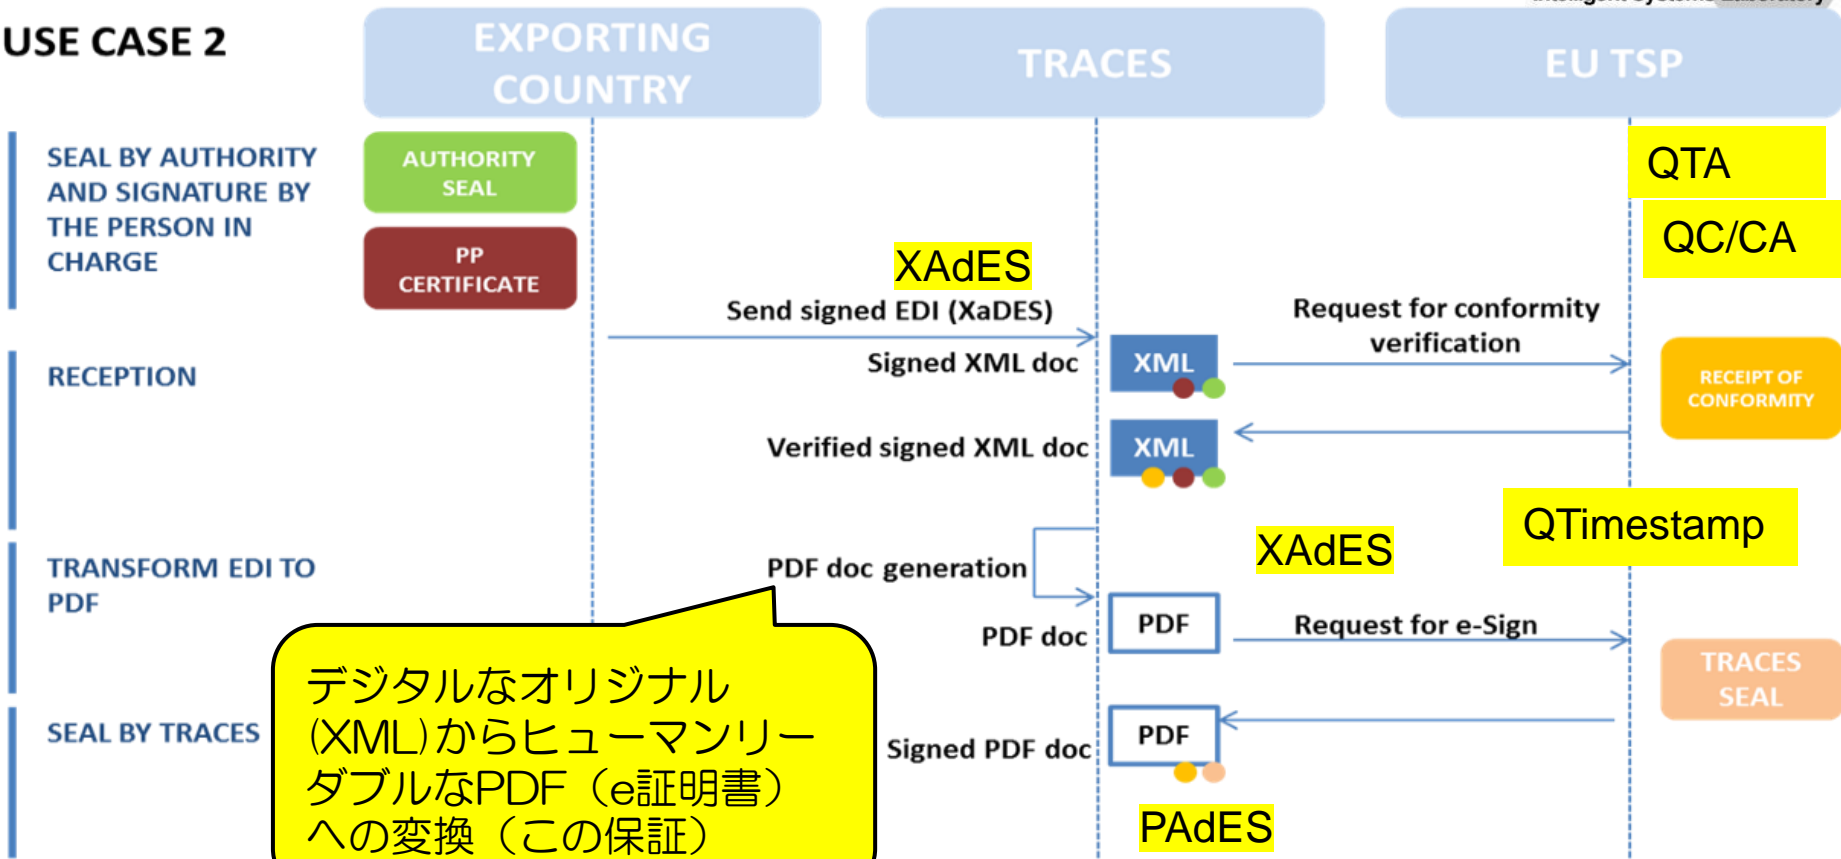 Intelligent Systems Laboratory
USE CASE 2
EXPORTING
COUNTRY
TRACES
EU TSP
SEAL BY AUTHORITY
AND SIGNATURE BY
THE PERSON IN
CHARGE
AUTHORITY
SEAL
PP
CERTIFICATE
QTA
QC/CA
XAdES
Send signed EDI (XaDES)
Request for conformity
verification
RECEPTION
Signed XML doc
XML
RECEIPT OF
CONFORMITY
Verified signed XML doc
XML
QTimestamp
XAdES
TRANSFORM EDI TO
PDF
PDF doc generation
PDF doc
PDF
Request for e-Sign
TRACES
SEAL
デジタルなオリジナル
(XML)からヒューマンリー
ダブルなPDF（e証明書）
への変換（この保証）
SEAL BY TRACES
Signed PDF doc
PDF
PAdES